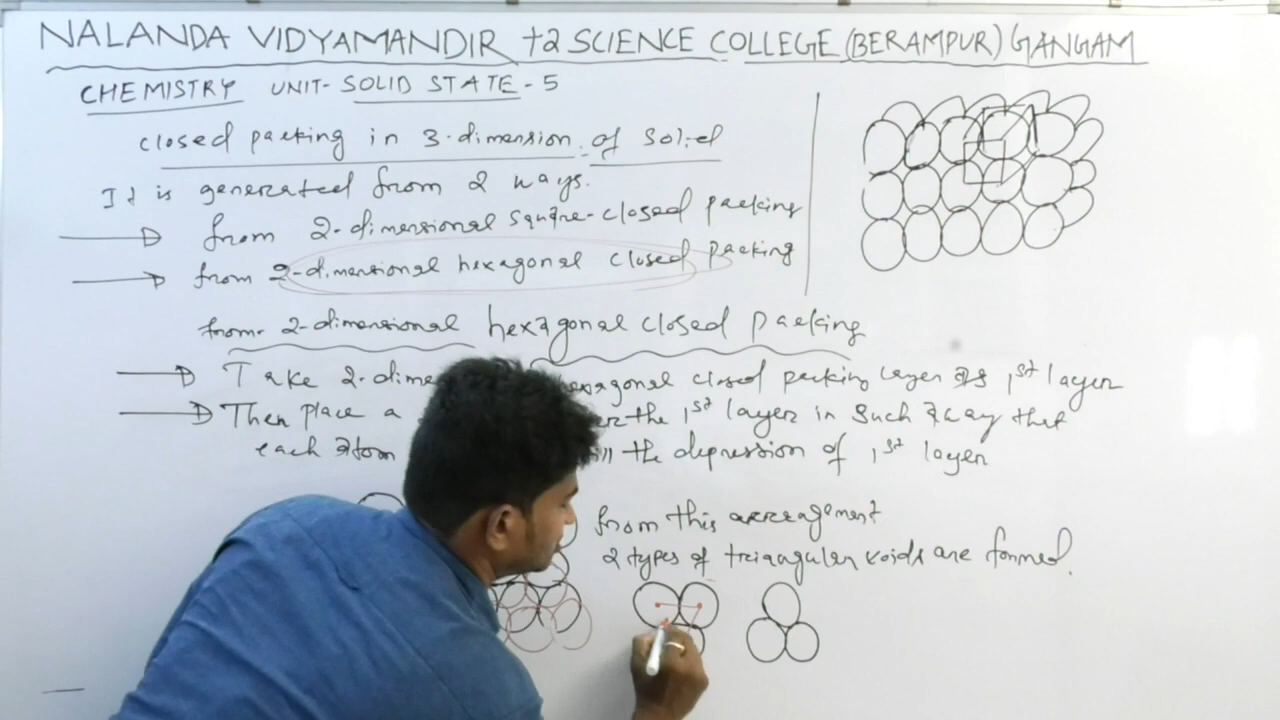 NALANDA VIDYAMANDIR +2 SCIENCE COLLEGE (BERAMPUR) GANGAM
CHEMISTRY UNIT- SOLID STATE - 5
closed packing in 3-dimension of Solid
It is generated from 2 ways.
from 2-dimensional square-closed packing
from 2-dimensional hexagonal closed packing
from 2-dimensional hexagonal closed packing
Take 2-dime hexagonal closed packing layer as 1st layer
Then place a the 1st layer in such a way that
each atom the depression of 1st layer
from this arrangement
2 types of triangular voids are formed.